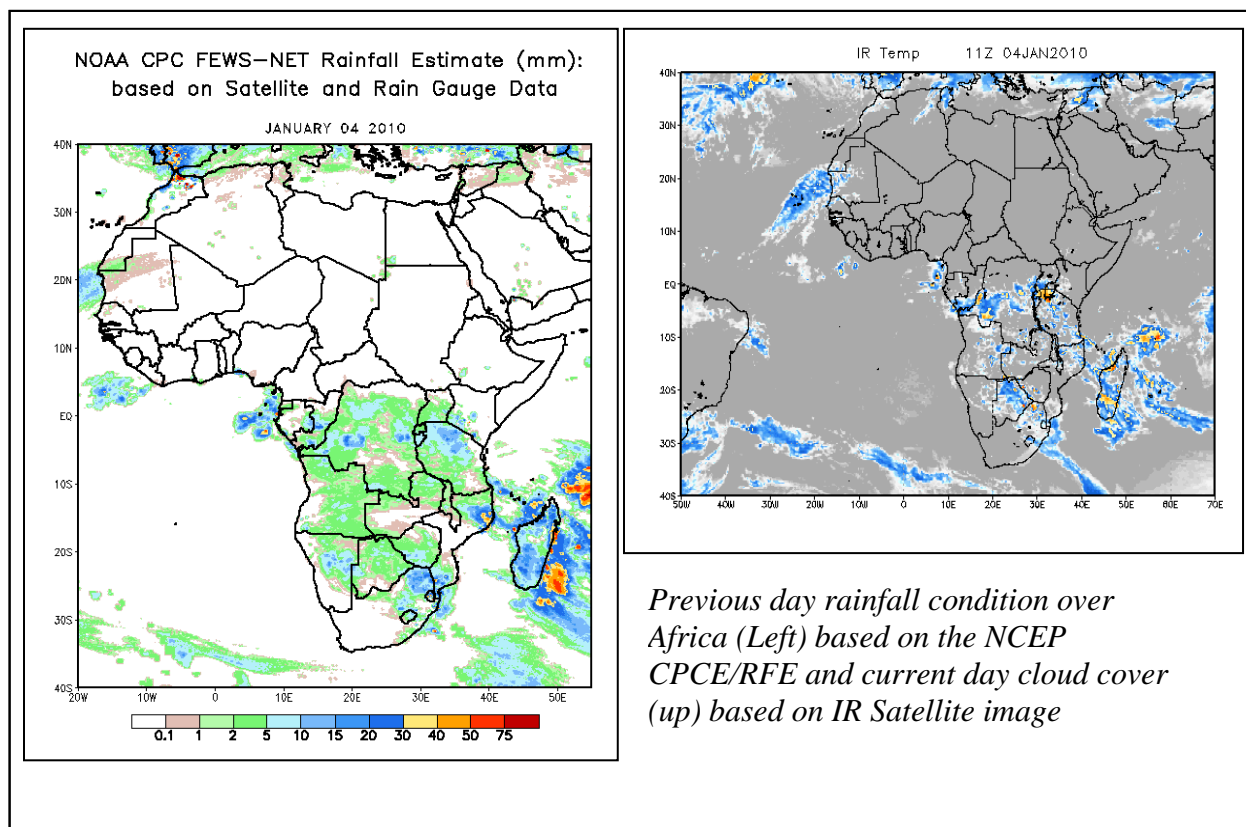 NOAA CPC FEWS-NET Rainfall Estimate (mm):
based on Satellite and Rain Gauge Data
JANUARY 04 2010
40N
30N
20N
10N
EQ
10S
20S
30S
40S
20W 10W 0 10E 20E 30E 40E 50E
0.1 1 2 5 10 15 20 30 40 50 75
IR Temp 11Z 04JAN2010
40N
30N
20N
10N
EQ
10S
20S
30S
40S
50W 40W 30W 20W 10W 0 10E 20E 30E 40E 50E 60E 70E
Previous day rainfall condition over
Africa (Left) based on the NCEP
CPCE/RFE and current day cloud cover
(up) based on IR Satellite image